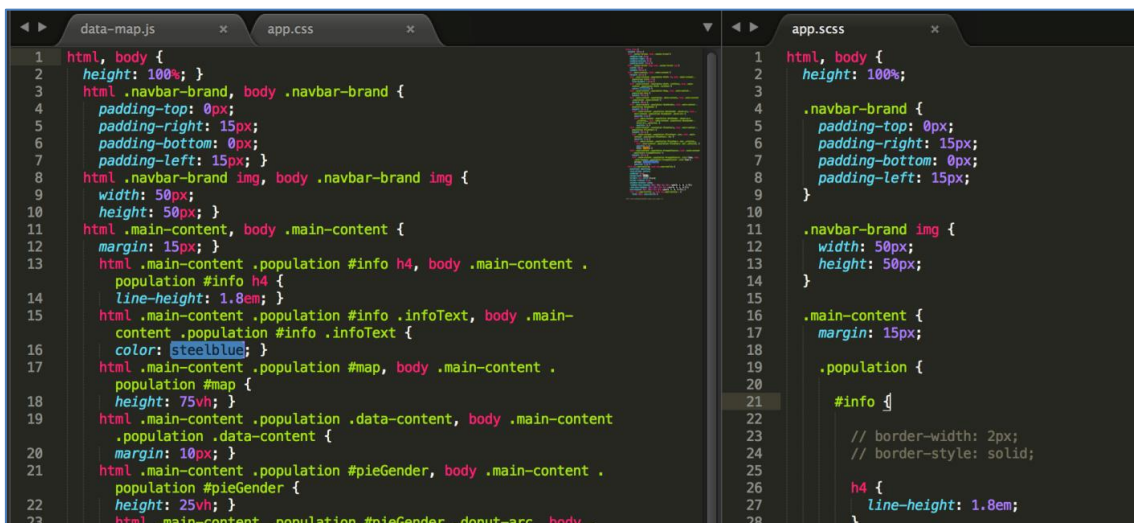 data-map.js × app.css ×
1 html, body {
2 height: 100%; }
3 html .navbar-brand, body .navbar-brand {
4 padding-top: 0px;
5 padding-right: 15px;
6 padding-bottom: 0px;
7 padding-left: 15px; }
8 html .navbar-brand img, body .navbar-brand img {
9 width: 50px;
10 height: 50px; }
11 html .main-content, body .main-content {
12 margin: 15px; }
13 html .main-content .population #info h4, body .main-content .
population #info h4 {
14 line-height: 1.8em; }
15 html .main-content .population #info .infoText, body .main-
content .population #info .infoText {
16 color: steelblue; }
17 html .main-content .population #map, body .main-content .
population #map {
18 height: 75vh; }
19 html .main-content .population .data-content, body .main-content
.population .data-content {
20 margin: 10px; }
21 html .main-content .population #pieGender, body .main-content .
population #pieGender {
22 height: 25vh; }
23 html .main-content .population #pieGender .donut-arc, body
app.scss ×
1 html, body {
2 height: 100%;
3
4 .navbar-brand {
5 padding-top: 0px;
6 padding-right: 15px;
7 padding-bottom: 0px;
8 padding-left: 15px;
9 }
10
11 .navbar-brand img {
12 width: 50px;
13 height: 50px;
14 }
15
16 .main-content {
17 margin: 15px;
18
19 .population {
20
21 #info {
22
23 // border-width: 2px;
24 // border-style: solid;
25
26 h4 {
27 line-height: 1.8em;
28 }